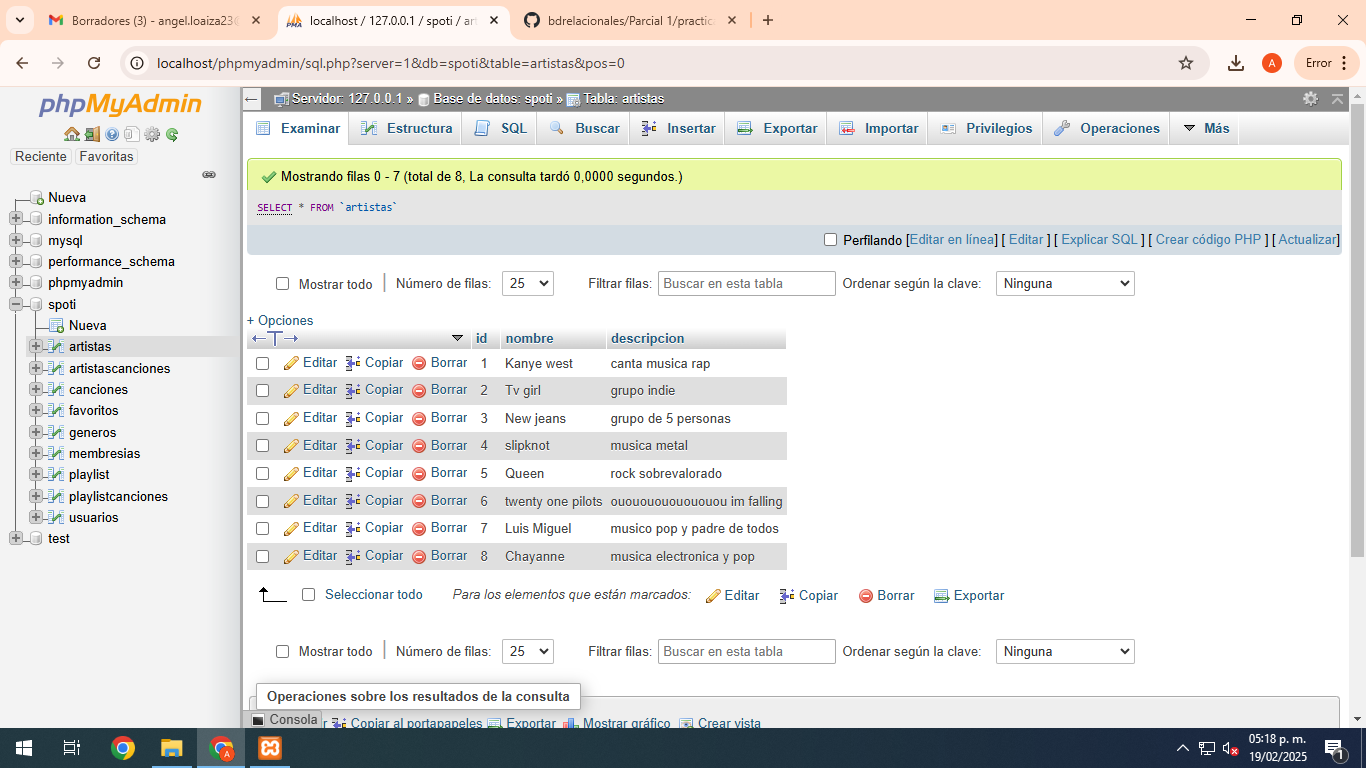 Borradores (3) - angel.loaiza23@
localhost / 127.0.0.1 / spoti / art
bdrelacionales/Parcial 1/practica
localhost/phpmyadmin/sql.php?server=1&db=spoti&table=artistas&pos=0
A
Error
phpMyAdmin
Reciente Favoritas
Nueva
information_schema
mysql
performance_schema
phpmyadmin
spoti
Nueva
artistas
artistascanciones
canciones
favoritos
generos
membresias
playlist
playlistcanciones
usuarios
test
Servidor: 127.0.0.1 » Base de datos: spoti » Tabla: artistas
Examinar Estructura SQL Buscar Insertar Exportar Importar Privilegios Operaciones Más
Mostrando filas 0 - 7 (total de 8, La consulta tardó 0,0000 segundos.)
SELECT * FROM `artistas`
Perfilando [Editar en línea] [ Editar ] [ Explicar SQL ] [ Crear código PHP ] [ Actualizar]
Mostrar todo | Número de filas: 25 Filtrar filas: Buscar en esta tabla Ordenar según la clave: Ninguna
+ Opciones
←T→ id nombre descripcion
Editar Copiar Borrar 1 Kanye west canta musica rap
Editar Copiar Borrar 2 Tv girl grupo indie
Editar Copiar Borrar 3 New jeans grupo de 5 personas
Editar Copiar Borrar 4 slipknot musica metal
Editar Copiar Borrar 5 Queen rock sobrevalorado
Editar Copiar Borrar 6 twenty one pilots ouououououououou im falling
Editar Copiar Borrar 7 Luis Miguel musico pop y padre de todos
Editar Copiar Borrar 8 Chayanne musica electronica y pop
Seleccionar todo Para los elementos que están marcados: Editar Copiar Borrar Exportar
Mostrar todo | Número de filas: 25 Filtrar filas: Buscar en esta tabla Ordenar según la clave: Ninguna
Operaciones sobre los resultados de la consulta
Consola r Copiar al portapapeles Exportar Mostrar gráfico Crear vista
05:18 p. m.
19/02/2025
1